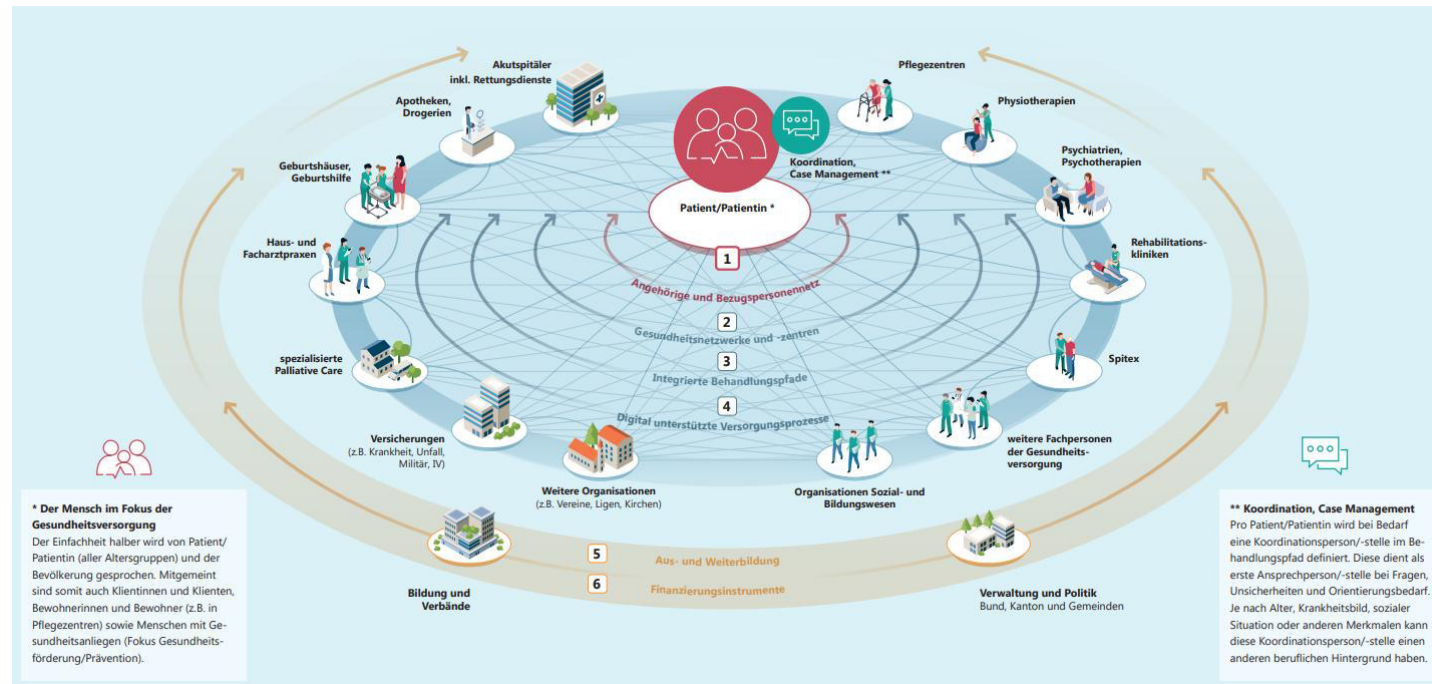 Akutspitäler
inkl. Rettungsdienste
Pflegezentren
Apotheken,
Drogerien
Physiotherapien
Geburtshäuser,
Geburtshilfe
Koordination,
Case Management **
Psychiatrien,
Psychotherapien
Patient/Patientin *
Haus- und
Facharztpraxen
Rehabilitations-
kliniken
1
Angehörige und Bezugspersonennetz
2
Gesundheitsnetzwerke und -zentren
3
Integrierte Behandlungspfade
4
Digital unterstützte Versorgungsprozesse
spezialisierte
Palliative Care
Spitex
Versicherungen
(z.B. Krankheit, Unfall,
Militär, IV)
weitere Fachpersonen
der Gesundheits-
versorgung
Weitere Organisationen
(z.B. Vereine, Ligen, Kirchen)
Organisationen Sozial- und
Bildungswesen
5
Aus- und Weiterbildung
6
Finanzierungsinstrumente
Bildung und
Verbände
Verwaltung und Politik
Bund, Kanton und Gemeinden
* Der Mensch im Fokus der
Gesundheitsversorgung
Der Einfachheit halber wird von Patient/
Patientin (aller Altersgruppen) und der
Bevölkerung gesprochen. Mitgemeint
sind somit auch Klientinnen und Klienten,
Bewohnerinnen und Bewohner (z.B. in
Pflegezentren) sowie Menschen mit Ge-
sundheitsanliegen (Fokus Gesundheits-
förderung/Prävention).
** Koordination, Case Management
Pro Patient/Patientin wird bei Bedarf
eine Koordinationsperson/-stelle im Be-
handlungspfad definiert. Diese dient als
erste Ansprechperson/-stelle bei Fragen,
Unsicherheiten und Orientierungsbedarf.
Je nach Alter, Krankheitsbild, sozialer
Situation oder anderen Merkmalen kann
diese Koordinationsperson/-stelle einen
anderen beruflichen Hintergrund haben.